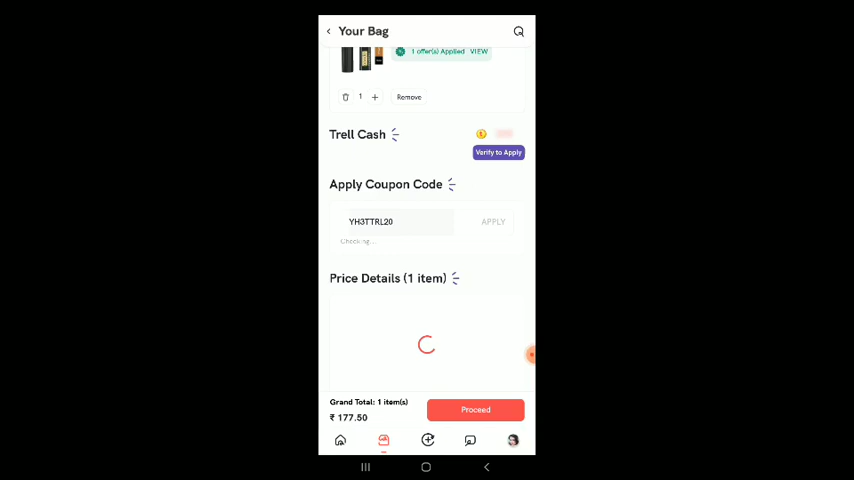 Your Bag
1 offer(s) Applied VIEW
1 + Remove
Trell Cash
Verify to Apply
Apply Coupon Code
YH3TTRL20 APPLY
Checking...
Price Details (1 item)
Grand Total: 1 item(s)
₹ 177.50
Proceed